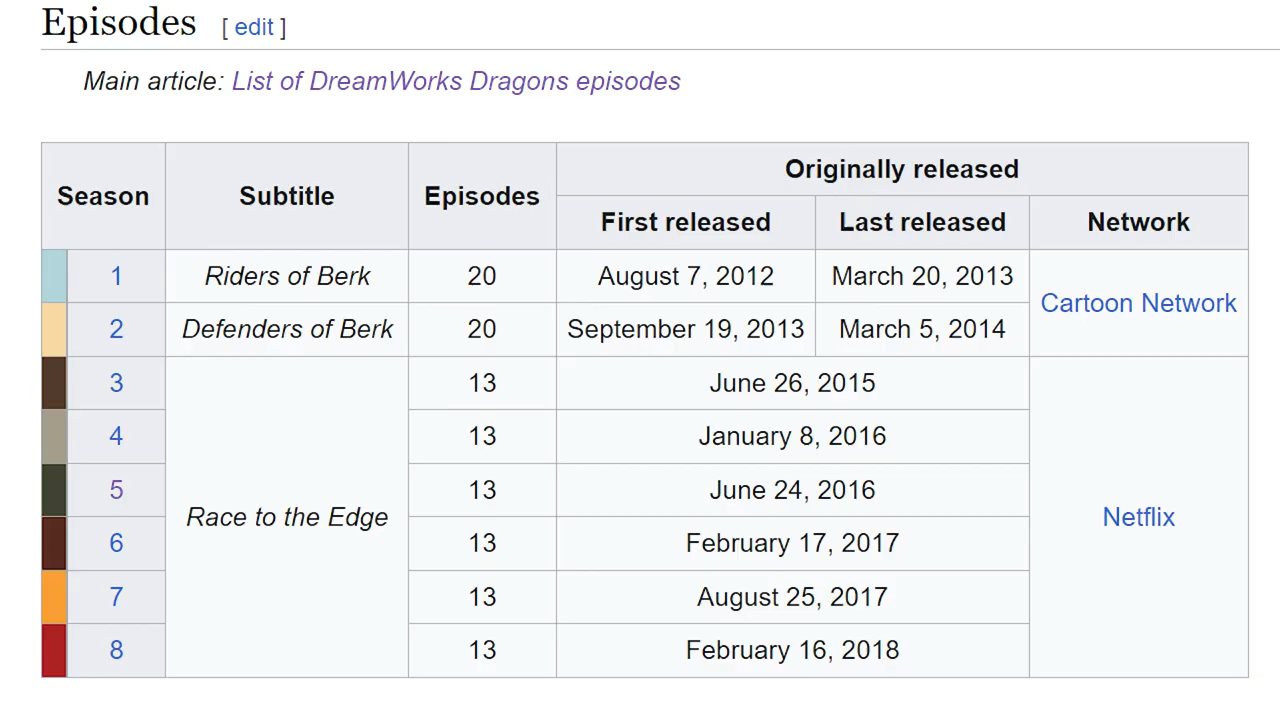 Episodes [ edit ]
Main article: List of DreamWorks Dragons episodes
Season Subtitle Episodes Originally released
First released Last released Network
1 Riders of Berk 20 August 7, 2012 March 20, 2013 Cartoon Network
2 Defenders of Berk 20 September 19, 2013 March 5, 2014
3 Race to the Edge 13 June 26, 2015 Netflix
4 13 January 8, 2016
5 13 June 24, 2016
6 13 February 17, 2017
7 13 August 25, 2017
8 13 February 16, 2018